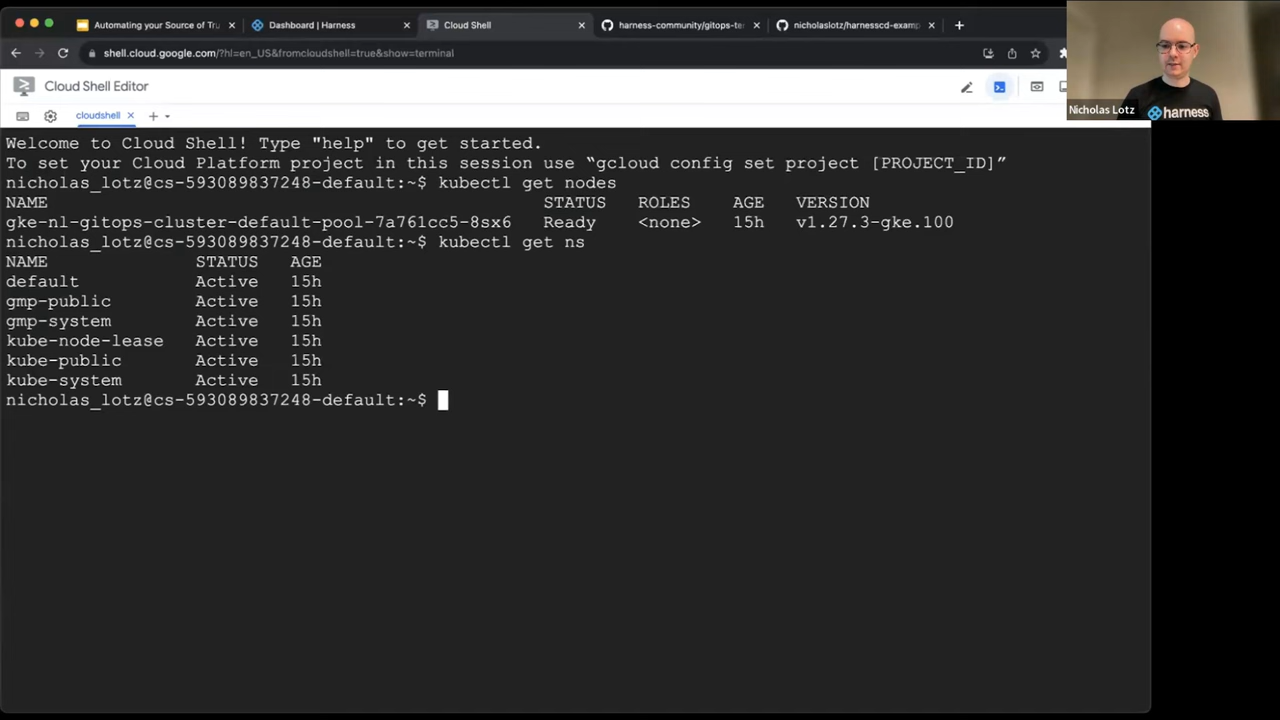 Automating your Source of Tru
Dashboard | Harness
Cloud Shell
harness-community/gitops-te
nicholaslotz/harnesscd-examp
shell.cloud.google.com/?hl=en_US&fromcloudshell=true&show=terminal
Cloud Shell Editor
cloudshell
Nicholas Lotz
harness
Welcome to Cloud Shell! Type "help" to get started.
To set your Cloud Platform project in this session use “gcloud config set project [PROJECT_ID]”
nicholas_lotz@cs-593089837248-default:~$ kubectl get nodes
NAME STATUS ROLES AGE VERSION
gke-nl-gitops-cluster-default-pool-7a761cc5-8sx6 Ready <none> 15h v1.27.3-gke.100
nicholas_lotz@cs-593089837248-default:~$ kubectl get ns
NAME STATUS AGE
default Active 15h
gmp-public Active 15h
gmp-system Active 15h
kube-node-lease Active 15h
kube-public Active 15h
kube-system Active 15h
nicholas_lotz@cs-593089837248-default:~$